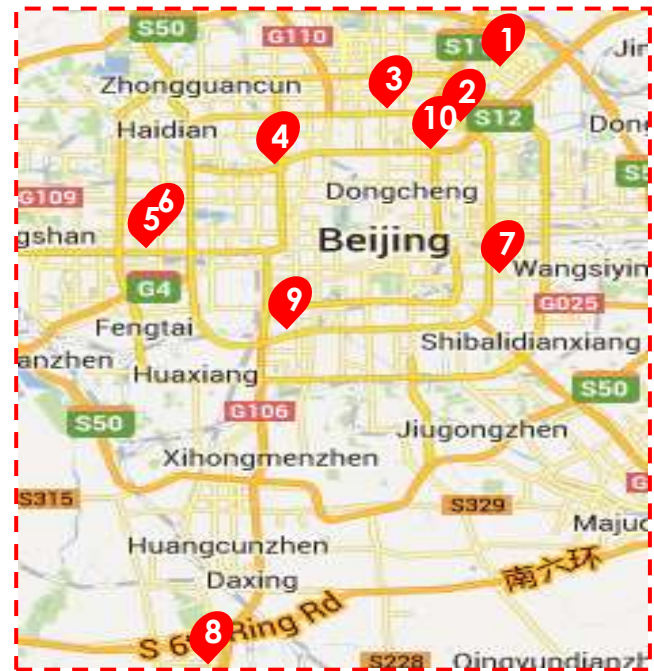 S50
G110
1
S1
Jin
Zhongguancun
3
2
Haidian
4
10
S12
Don
G109
6
5
Dongcheng
S5
gshan
Beijing
7
Wangsiyin
G4
9
G025
Fengtai
Shibalidianxiang
anzhen
Huaxiang
S50
S50
G106
Jiugongzhen
Xihongmenzhen
G
S315
S329
Majuq
Huangcunzhen
南六环
Daxing
8
S 6 Ring Rd
S228
Qingyundianzh